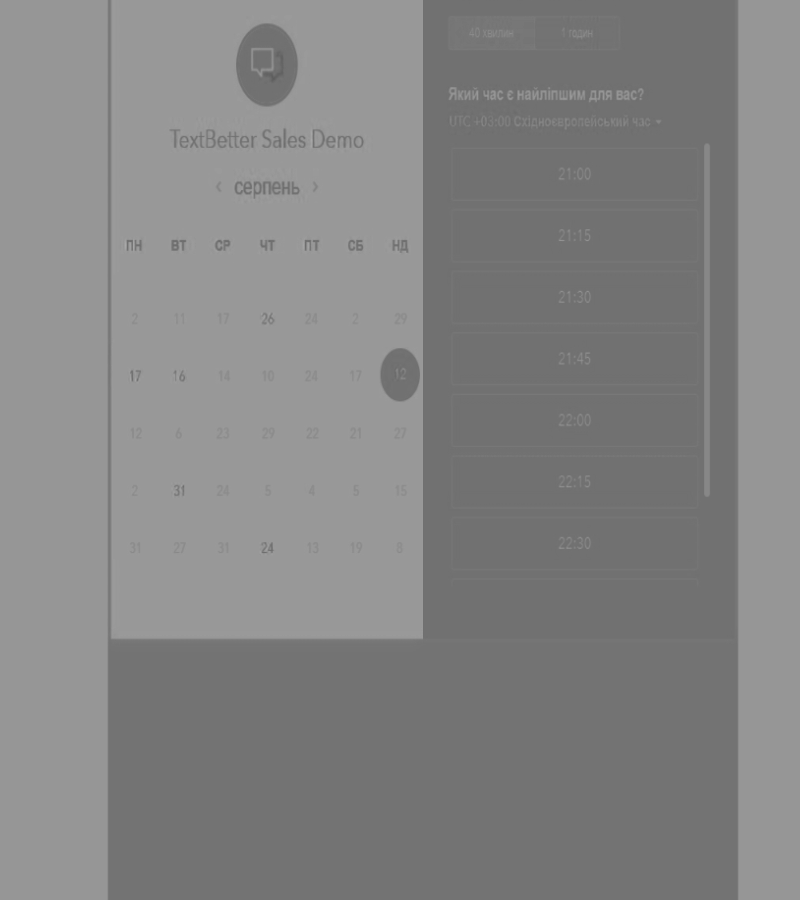 TextBetter Sales Demo
‹ серпень ›
ПН ВТ СР ЧТ ПТ СБ НД
2 11 17 26 24 2 29
17 16 14 10 24 17 12
12 6 23 29 22 21 27
2 31 24 5 4 5 15
31 27 31 24 13 19 8
40 хвилин 1 годин
Який час є найліпшим для вас?
UTC +03:00 Східноєвропейський час
21:00
21:15
21:30
21:45
22:00
22:15
22:30